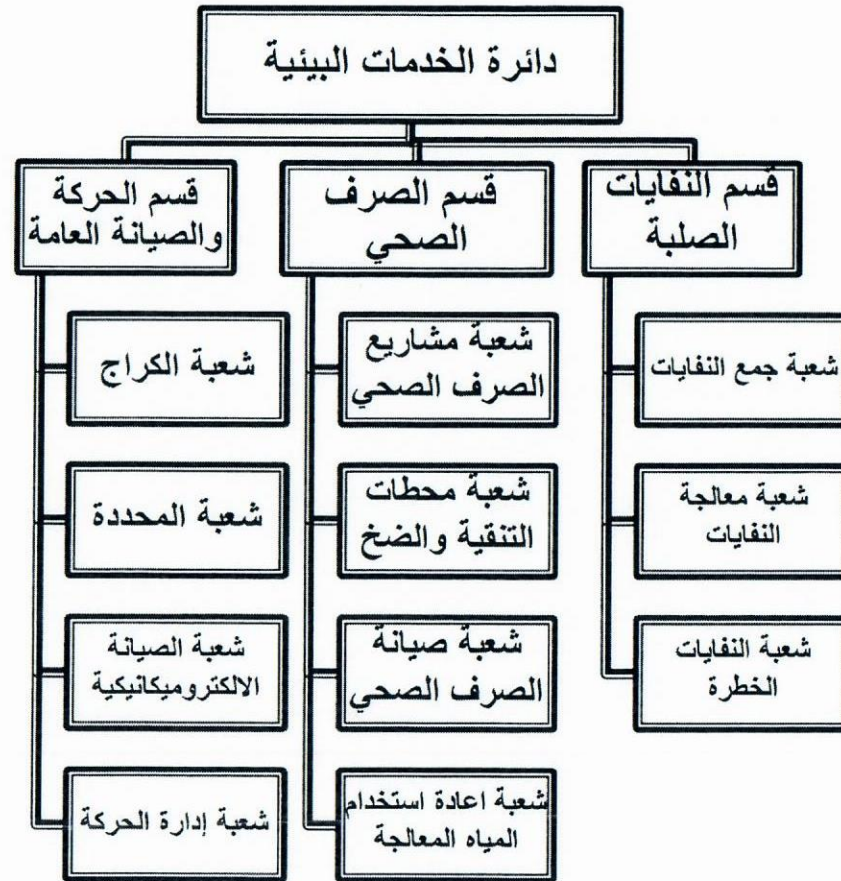 دائرة الخدمات البيئية
قسم النفايات
الصلبة
قسم الصرف
الصحي
قسم الحركة
والصيانة العامة
شعبة جمع النفايات
شعبة معالجة
النفايات
شعبة النفايات
الخطرة
شعبة مشاريع
الصرف الصحي
شعبة محطات
التنقية والضخ
شعبة صيانة
الصرف الصحي
شعبة اعادة استخدام
المياه المعالجة
شعبة الكراج
شعبة المحددة
شعبة الصيانة
الالكتروميكانيكية
شعبة إدارة الحركة